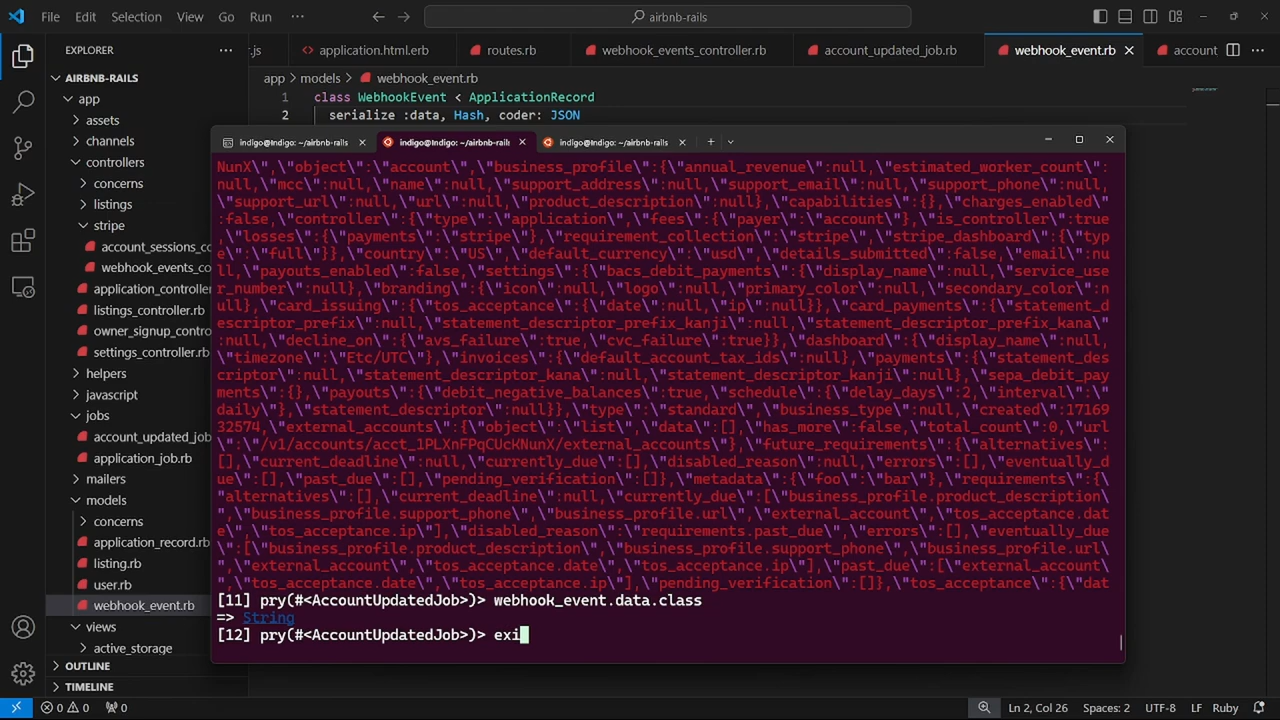 File Edit Selection View Go Run ··· airbnb-rails
EXPLORER ··· .js application.html.erb routes.rb webhook_events_controller.rb account_updated_job.rb webhook_event.rb account ···
AIRBNB-RAILS
app
assets
channels
controllers
concerns
listings
stripe
account_sessions_co
webhook_events_co
application_controller
listings_controller.rb
owner_signup_contro
settings_controller.rb
helpers
javascript
jobs
account_updated_job
application_job.rb
mailers
models
concerns
application_record.rb
listing.rb
user.rb
webhook_event.rb
views
active_storage
OUTLINE
TIMELINE
app > models > webhook_event.rb
1 class WebhookEvent < ApplicationRecord
2 serialize :data, Hash, coder: JSON
indigo@Indigo: ~/airbnb-rails indigo@Indigo: ~/airbnb-rails indigo@Indigo: ~/airbnb-rails
NunX\",\"object\":\"account\",\"business_profile\":{\"annual_revenue\":null,\"estimated_worker_count\":
null,\"mcc\":null,\"name\":null,\"support_address\":null,\"support_email\":null,\"support_phone\":null,
\"support_url\":null,\"url\":null,\"product_description\":null},\"capabilities\":{},\"charges_enabled\"
:false,\"controller\":{\"type\":\"application\",\"fees\":{\"payer\":\"account\"},\"is_controller\":true
,\"losses\":{\"payments\":\"stripe\"},\"requirement_collection\":\"stripe\",\"stripe_dashboard\":{\"typ
e\":\"full\"}},\"country\":\"US\",\"default_currency\":\"usd\",\"details_submitted\":false,\"email\":nu
ll,\"payouts_enabled\":false,\"settings\":{\"bacs_debit_payments\":{\"display_name\":null,\"service_use
r_number\":null},\"branding\":{\"icon\":null,\"logo\":null,\"primary_color\":null,\"secondary_color\":n
ull},\"card_issuing\":{\"tos_acceptance\":{\"date\":null,\"ip\":null}},\"card_payments\":{\"statement_d
escriptor_prefix\":null,\"statement_descriptor_prefix_kanji\":null,\"statement_descriptor_prefix_kana\"
:null,\"decline_on\":{\"avs_failure\":true,\"cvc_failure\":true}},\"dashboard\":{\"display_name\":null,
\"timezone\":\"Etc/UTC\"},\"invoices\":{\"default_account_tax_ids\":null},\"payments\":{\"statement_des
criptor\":null,\"statement_descriptor_kana\":null,\"statement_descriptor_kanji\":null},\"sepa_debit_pay
ments\":{},\"payouts\":{\"debit_negative_balances\":true,\"schedule\":{\"delay_days\":2,\"interval\":\"
daily\"},\"statement_descriptor\":null}},\"type\":\"standard\",\"business_type\":null,\"created\":17169
32574,\"external_accounts\":{\"object\":\"list\",\"data\":[],\"has_more\":false,\"total_count\":0,\"url
\":\"/v1/accounts/acct_1PLXnFPqCUcKNunX/external_accounts\"},\"future_requirements\":{\"alternatives\":
[],\"current_deadline\":null,\"currently_due\":[],\"disabled_reason\":null,\"errors\":[],\"eventually_d
ue\":[],\"past_due\":[],\"pending_verification\":[]},\"metadata\":{\"foo\":\"bar\"},\"requirements\":{\
"alternatives\":[],\"current_deadline\":null,\"currently_due\":[\"business_profile.product_description\
",\"business_profile.support_phone\",\"business_profile.url\",\"external_account\",\"tos_acceptance.dat
e\",\"tos_acceptance.ip\"],\"disabled_reason\":\"requirements.past_due\",\"errors\":[],\"eventually_due
\":[\"business_profile.product_description\",\"business_profile.support_phone\",\"business_profile.url\
",\"external_account\",\"tos_acceptance.date\",\"tos_acceptance.ip\"],\"past_due\":[\"external_account\
",\"tos_acceptance.date\",\"tos_acceptance.ip\"],\"pending_verification\":[]},\"tos_acceptance\":{\"dat
[11] pry(#<AccountUpdatedJob>)> webhook_event.data.class
=> String
[12] pry(#<AccountUpdatedJob>)> exi
0 0 0 Ln 2, Col 26 Spaces: 2 UTF-8 LF Ruby